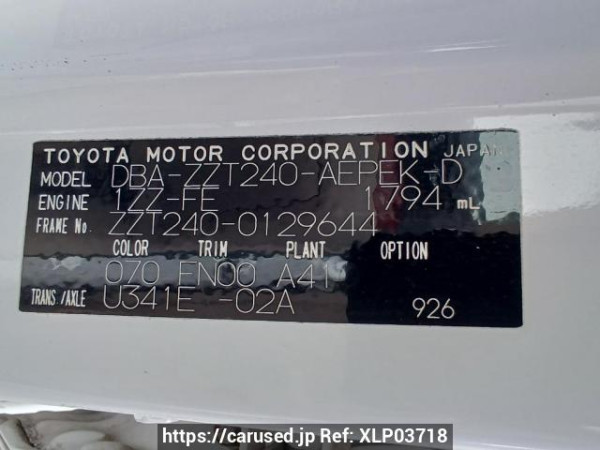 TOYOTA MOTOR CORPORATION JAPAN
MODEL DBA-ZZT240-AEPEK-D
ENGINE 1ZZ-FE 1794 mL
FRAME No. ZZT240-0129644
COLOR TRIM PLANT OPTION
070 FN00 A41
TRANS./AXLE U341E -02A 926
https://carused.jp Ref: XLP03718